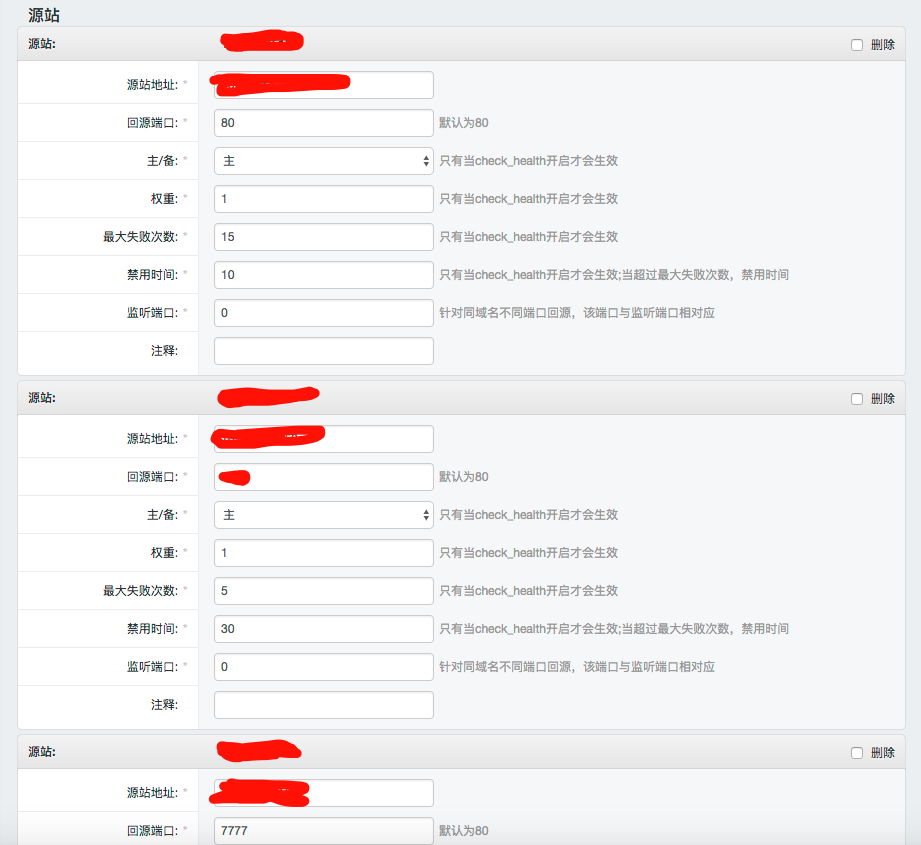 源站
源站: 删除
源站地址: *
回源端口: * 80 默认为80
主/备: * 主 只有当check_health开启才会生效
权重: * 1 只有当check_health开启才会生效
最大失败次数: * 15 只有当check_health开启才会生效
禁用时间: * 10 只有当check_health开启才会生效;当超过最大失败次数，禁用时间
监听端口: * 0 针对同域名不同端口回源，该端口与监听端口相对应
注释:
源站: 删除
源站地址: *
回源端口: * 默认为80
主/备: * 主 只有当check_health开启才会生效
权重: * 1 只有当check_health开启才会生效
最大失败次数: * 5 只有当check_health开启才会生效
禁用时间: * 30 只有当check_health开启才会生效;当超过最大失败次数，禁用时间
监听端口: * 0 针对同域名不同端口回源，该端口与监听端口相对应
注释:
源站: 删除
源站地址: *
回源端口: * 7777 默认为80